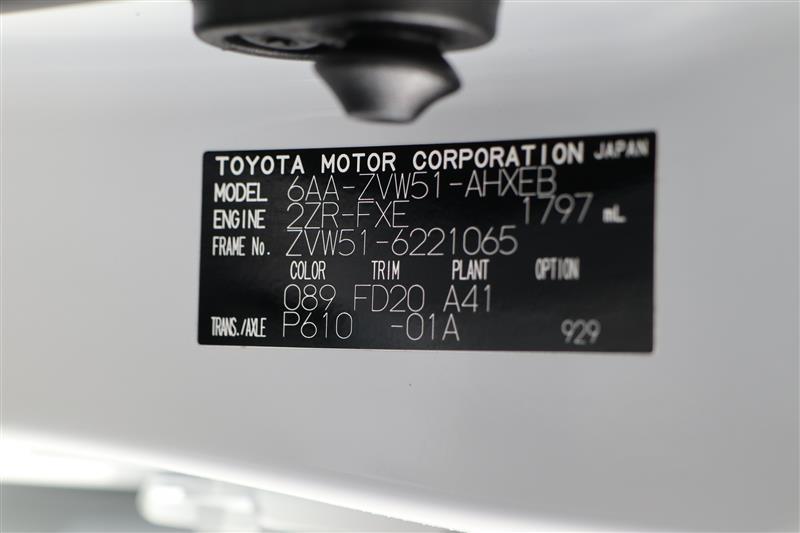 TOYOTA MOTOR CORPORATION JAPAN
MODEL 6AA-ZVW51-AHXEB
ENGINE 2ZR-FXE 1797 mL
FRAME No. ZVW51-6221065
COLOR TRIM PLANT OPTION
089 FD20 A41
TRANS./AXLE P610 -01A 929